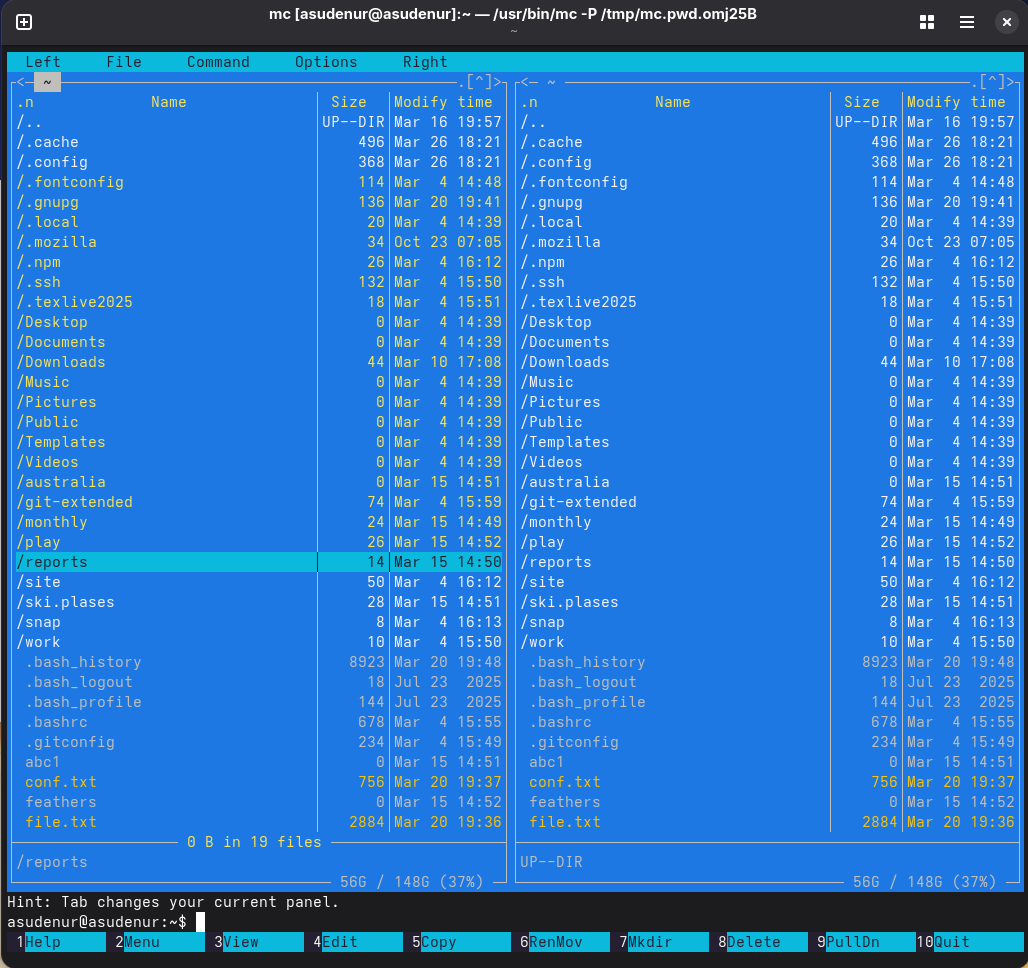 mc [asudenur@asudenur]:~ — /usr/bin/mc -P /tmp/mc.pwd.omj25B
~
Left File Command Options Right
<— ~ .[^]> <— ~ .[^]>
.n Name Size Modify time .n Name Size Modify time
/.. UP--DIR Mar 16 19:57 /.. UP--DIR Mar 16 19:57
/.cache 496 Mar 26 18:21 /.cache 496 Mar 26 18:21
/.config 368 Mar 26 18:21 /.config 368 Mar 26 18:21
/.fontconfig 114 Mar 4 14:48 /.fontconfig 114 Mar 4 14:48
/.gnupg 136 Mar 20 19:41 /.gnupg 136 Mar 20 19:41
/.local 20 Mar 4 14:39 /.local 20 Mar 4 14:39
/.mozilla 34 Oct 23 07:05 /.mozilla 34 Oct 23 07:05
/.npm 26 Mar 4 16:12 /.npm 26 Mar 4 16:12
/.ssh 132 Mar 4 15:50 /.ssh 132 Mar 4 15:50
/.texlive2025 18 Mar 4 15:51 /.texlive2025 18 Mar 4 15:51
/Desktop 0 Mar 4 14:39 /Desktop 0 Mar 4 14:39
/Documents 0 Mar 4 14:39 /Documents 0 Mar 4 14:39
/Downloads 44 Mar 10 17:08 /Downloads 44 Mar 10 17:08
/Music 0 Mar 4 14:39 /Music 0 Mar 4 14:39
/Pictures 0 Mar 4 14:39 /Pictures 0 Mar 4 14:39
/Public 0 Mar 4 14:39 /Public 0 Mar 4 14:39
/Templates 0 Mar 4 14:39 /Templates 0 Mar 4 14:39
/Videos 0 Mar 4 14:39 /Videos 0 Mar 4 14:39
/australia 0 Mar 15 14:51 /australia 0 Mar 15 14:51
/git-extended 74 Mar 4 15:59 /git-extended 74 Mar 4 15:59
/monthly 24 Mar 15 14:49 /monthly 24 Mar 15 14:49
/play 26 Mar 15 14:52 /play 26 Mar 15 14:52
/reports 14 Mar 15 14:50 /reports 14 Mar 15 14:50
/site 50 Mar 4 16:12 /site 50 Mar 4 16:12
/ski.plases 28 Mar 15 14:51 /ski.plases 28 Mar 15 14:51
/snap 8 Mar 4 16:13 /snap 8 Mar 4 16:13
/work 10 Mar 4 15:50 /work 10 Mar 4 15:50
.bash_history 8923 Mar 20 19:48 .bash_history 8923 Mar 20 19:48
.bash_logout 18 Jul 23 2025 .bash_logout 18 Jul 23 2025
.bash_profile 144 Jul 23 2025 .bash_profile 144 Jul 23 2025
.bashrc 678 Mar 4 15:55 .bashrc 678 Mar 4 15:55
.gitconfig 234 Mar 4 15:49 .gitconfig 234 Mar 4 15:49
abc1 0 Mar 15 14:51 abc1 0 Mar 15 14:51
conf.txt 756 Mar 20 19:37 conf.txt 756 Mar 20 19:37
feathers 0 Mar 15 14:52 feathers 0 Mar 15 14:52
file.txt 2884 Mar 20 19:36 file.txt 2884 Mar 20 19:36
0 B in 19 files
/reports UP--DIR
56G / 148G (37%) 56G / 148G (37%)
Hint: Tab changes your current panel.
asudenur@asudenur:~$
1Help 2Menu 3View 4Edit 5Copy 6RenMov 7Mkdir 8Delete 9PullDn 10Quit